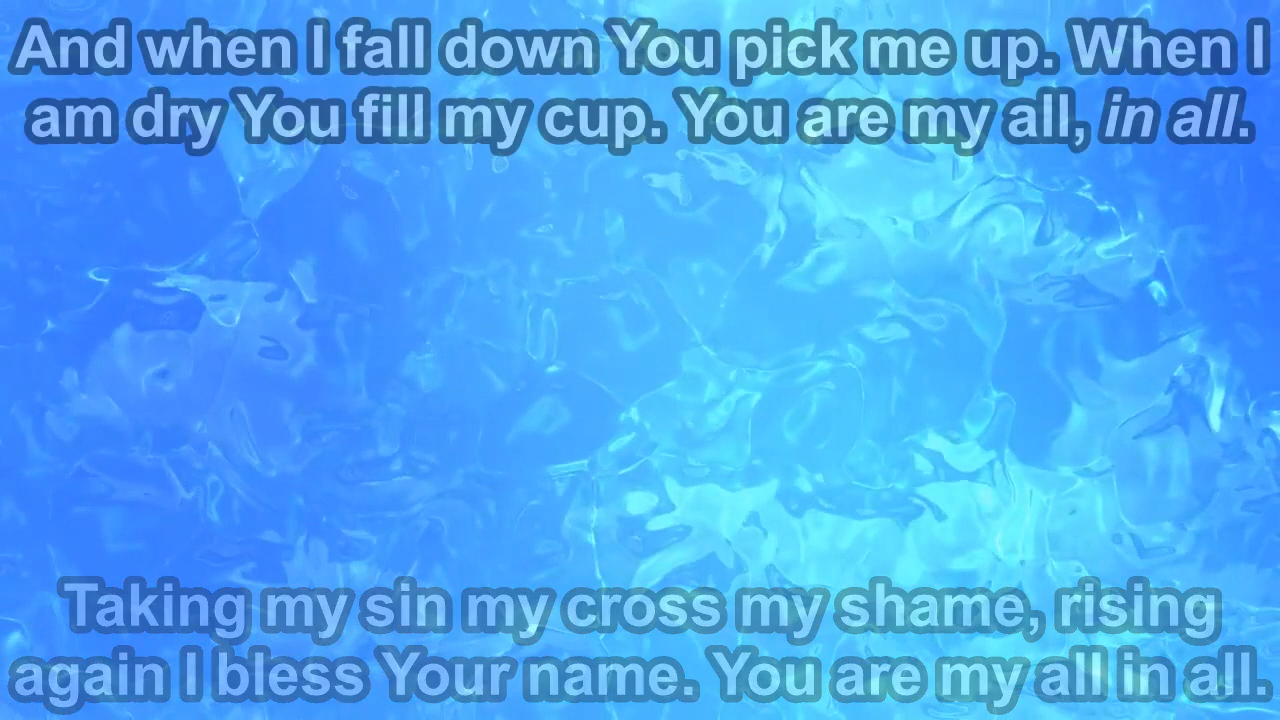 And when I fall down You pick me up. When I
am dry You fill my cup. You are my all, in all.
Taking my sin my cross my shame, rising
again I bless Your name. You are my all in all.